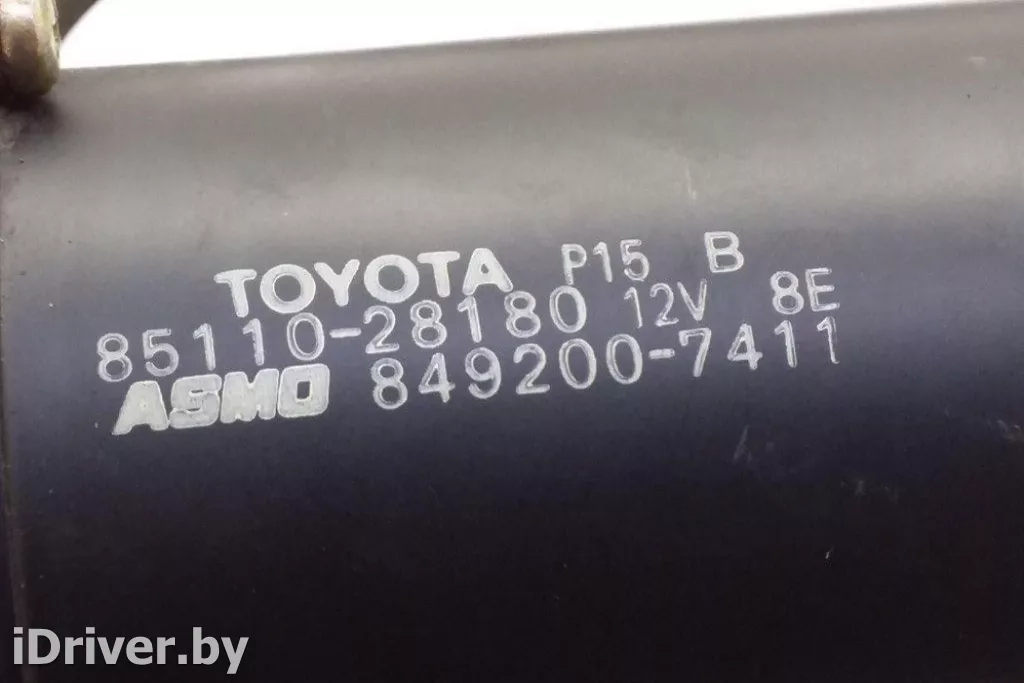 TOYOTA P15 B
85110-28180 12V 8E
ASMO 849200-7411
iDriver.by